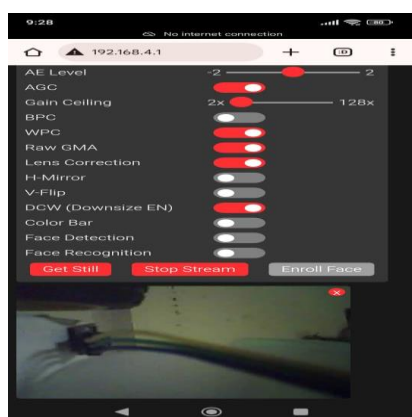 9:28
80
No internet connection
192.168.4.1
:D
AE Level -2 2
AGC
Gain Ceiling 2x 128x
BPC
WPC
Raw GMA
Lens Correction
H-Mirror
V-Flip
DCW (Downsize EN)
Color Bar
Face Detection
Face Recognition
Get Still Stop Stream Enroll Face